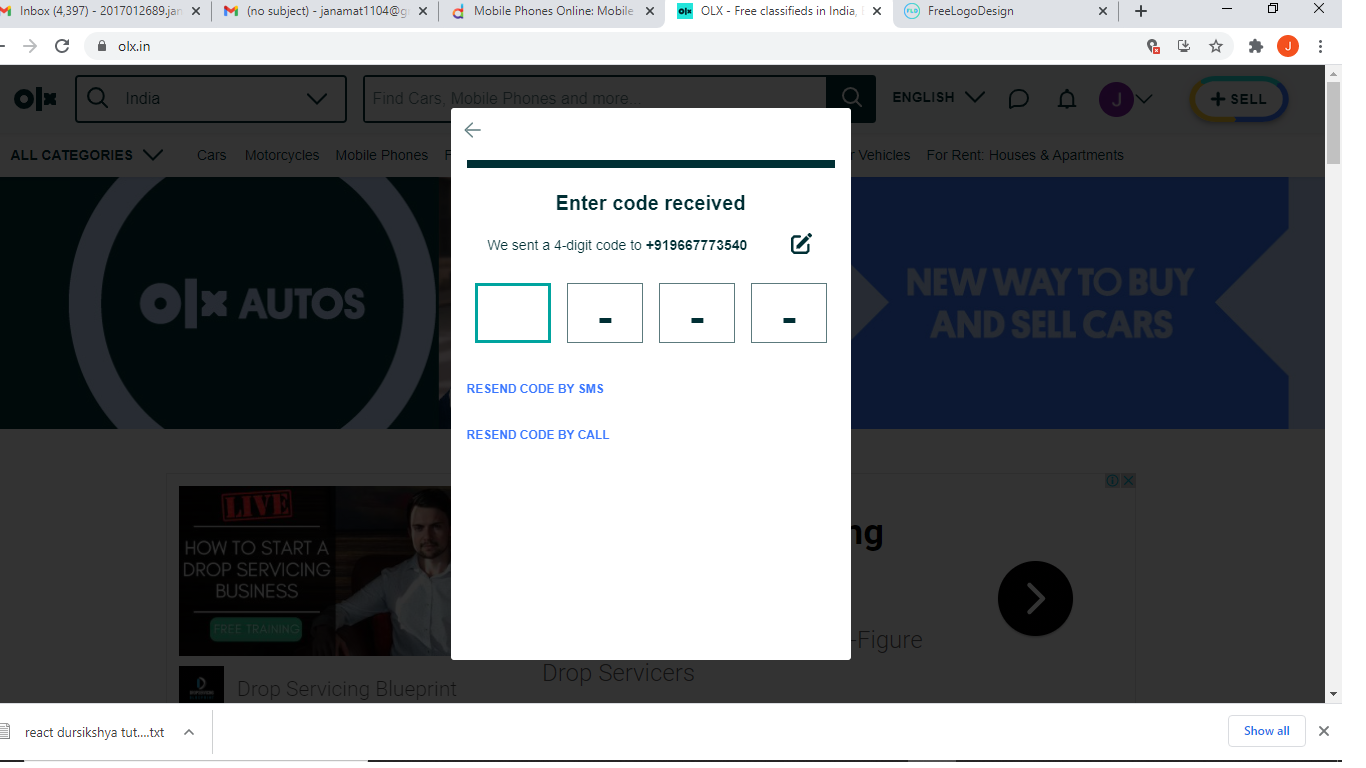 Inbox (4,397) - 2017012689.jan
(no subject) - janamat1104@g
Mobile Phones Online: Mobile
OLX - Free classifieds in India,
FreeLogoDesign
olx.in
J
olx
India
Find Cars, Mobile Phones and more...
ENGLISH
J
+ SELL
ALL CATEGORIES
Cars
Motorcycles
Mobile Phones
F
r Vehicles
For Rent: Houses & Apartments
Enter code received
We sent a 4-digit code to +919667773540
- - -
RESEND CODE BY SMS
RESEND CODE BY CALL
olx AUTOS
NEW WAY TO BUY
AND SELL CARS
LIVE
HOW TO START A
DROP SERVICING
BUSINESS
FREE TRAINING
ng
-Figure
Drop Servicers
Drop Servicing Blueprint
react dursikshya tut....txt
Show all